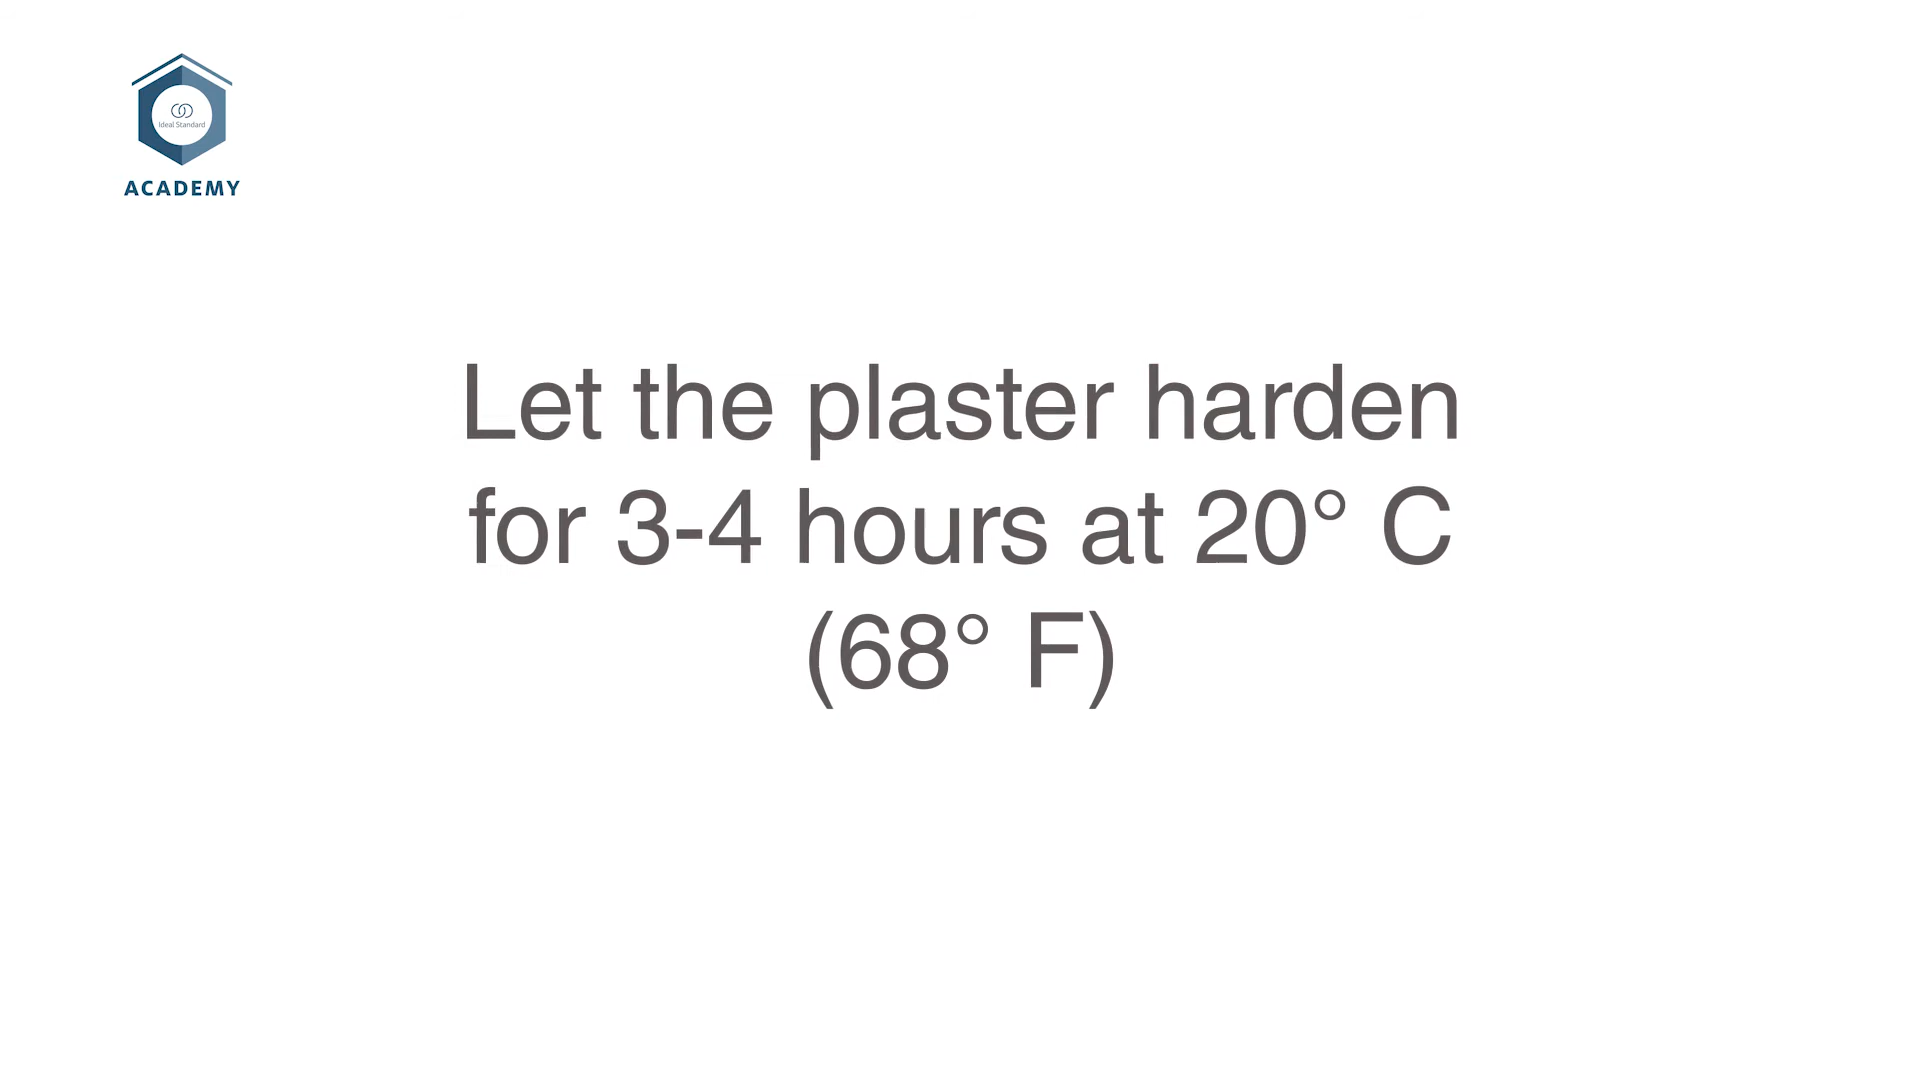 Ideal Standard
ACADEMY
Let the plaster harden
for 3-4 hours at 20° C
(68° F)